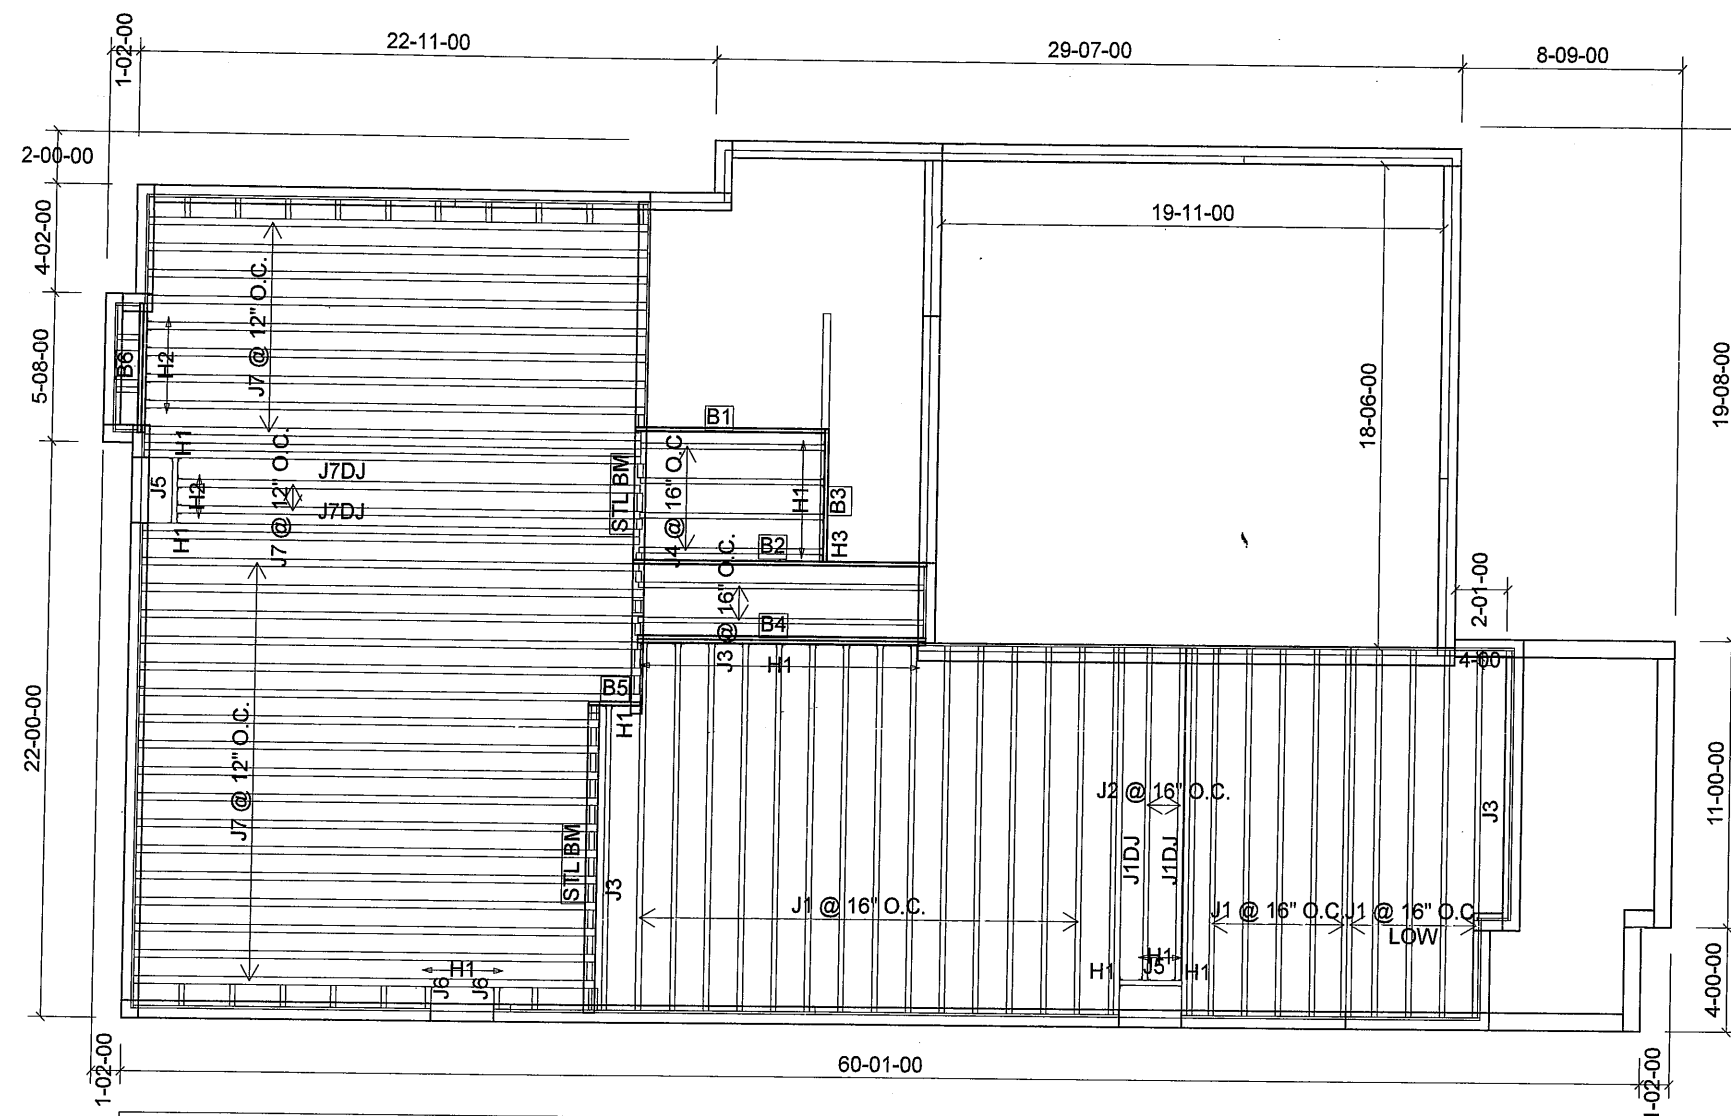 1-02-00
22-11-00
29-07-00
8-09-00
2-00-00
4-02-00
5-08-00
22-00-00
19-11-00
18-06-00
19-08-00
2-01-00
4-00
11-00-00
4-00-00
B6
H2
J7 @ 12" O.C.
H1
J5
H2
H1
J7DJ
J7DJ
J7 @ 12" O.C.
J7 @ 12" O.C.
STL BM
B1
J4 @ 16" O.C.
H1
B3
H3
B2
J3 @ 16" O.C.
B4
H1
B5
H1
STL BM
J3
J1 @ 16" O.C.
J2 @ 16" O.C.
J1DJ
J1DJ
J1 @ 16" O.C.
J1 @ 16" O.C.
LOW
J3
H1
H1
J5
H1
H1
J6
J6
1-02-00
60-01-00
1-02-00